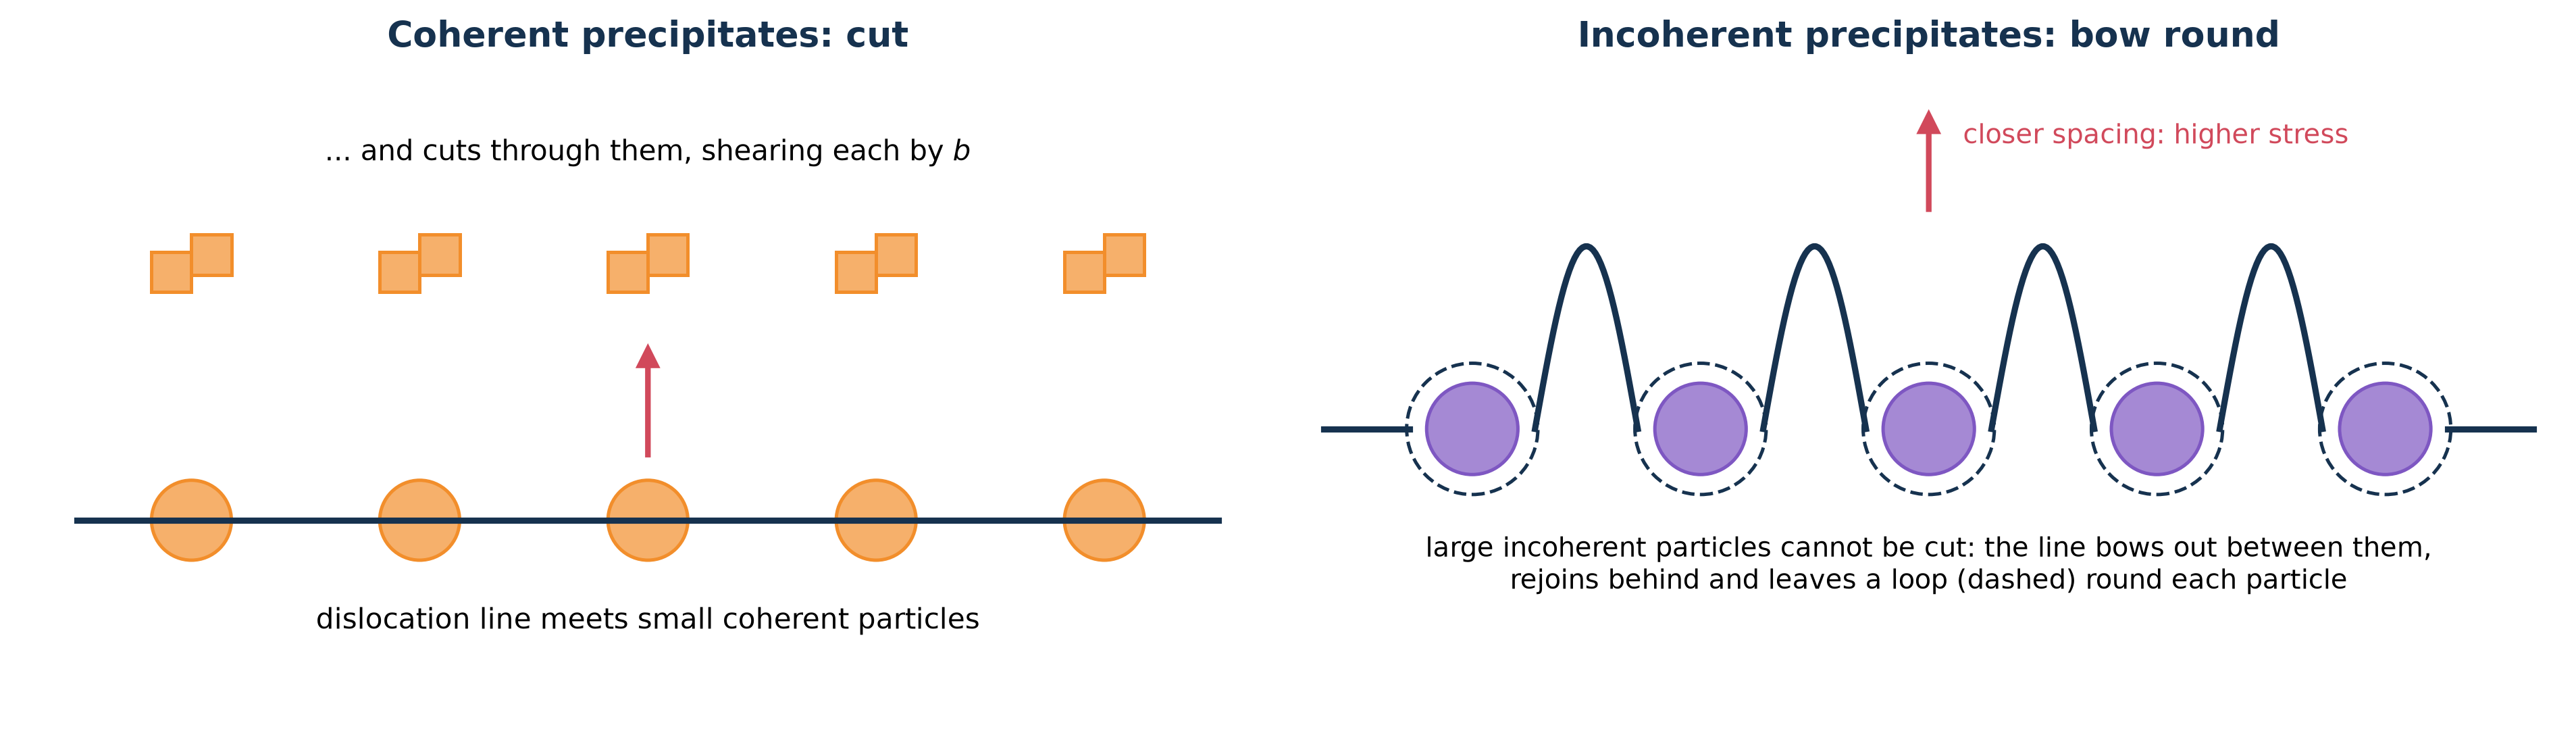 Coherent precipitates: cut
... and cuts through them, shearing each by b
dislocation line meets small coherent particles
Incoherent precipitates: bow round
closer spacing: higher stress
large incoherent particles cannot be cut: the line bows out between them,
rejoins behind and leaves a loop (dashed) round each particle